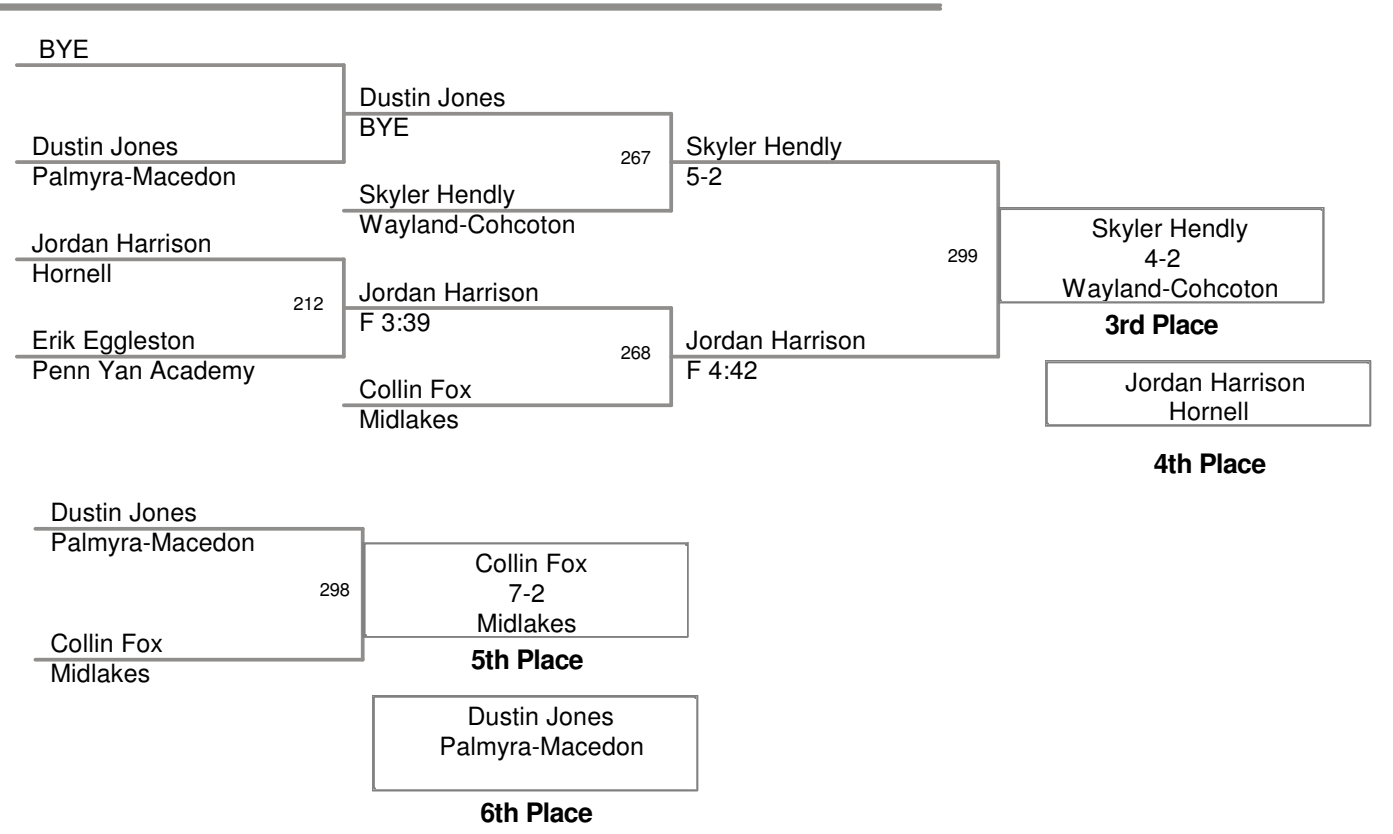 BYE
Dustin Jones
BYE
Dustin Jones
Palmyra-Macedon
267
Skyler Hendly
5-2
Skyler Hendly
Wayland-Cohcoton
Jordan Harrison
Hornell
299
Skyler Hendly
4-2
Wayland-Cohcoton
3rd Place
212
Jordan Harrison
F 3:39
Erik Eggleston
Penn Yan Academy
268
Jordan Harrison
F 4:42
Collin Fox
Midlakes
Jordan Harrison
Hornell
4th Place
Dustin Jones
Palmyra-Macedon
298
Collin Fox
7-2
Midlakes
5th Place
Collin Fox
Midlakes
Dustin Jones
Palmyra-Macedon
6th Place